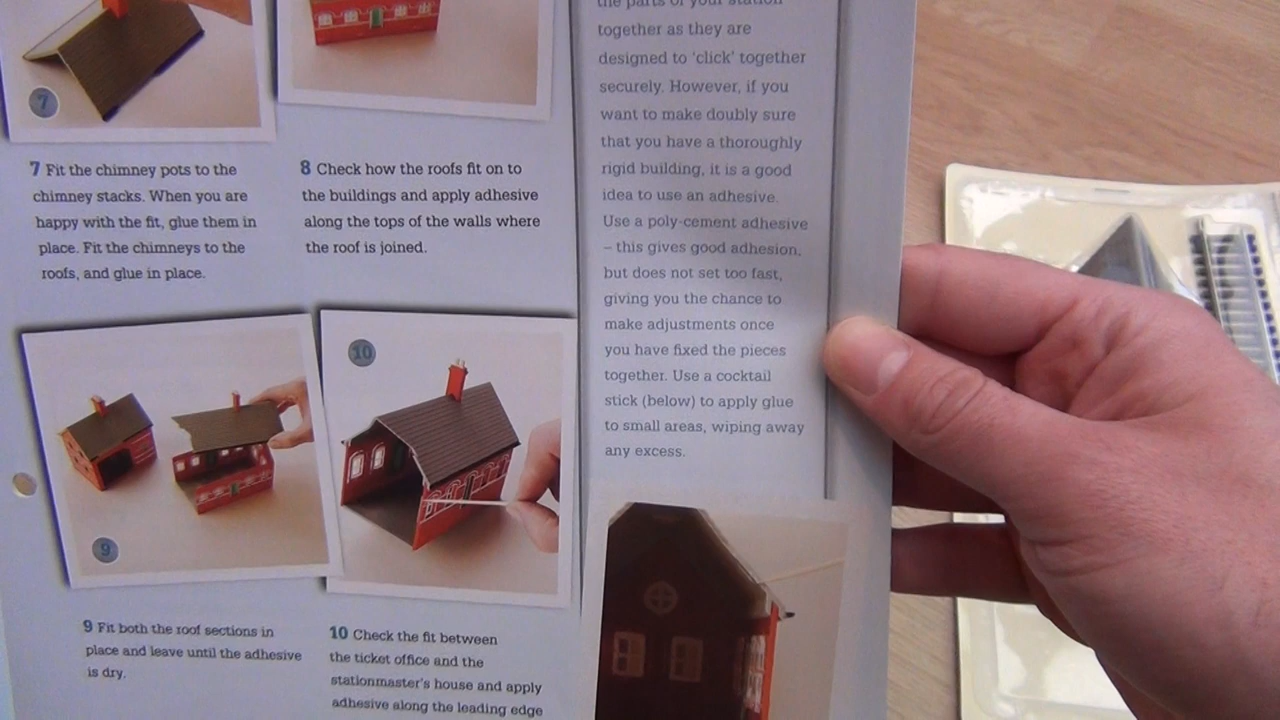 7
7 Fit the chimney pots to the
chimney stacks. When you are
happy with the fit, glue them in
place. Fit the chimneys to the
roofs, and glue in place.
8 Check how the roofs fit on to
the buildings and apply adhesive
along the tops of the walls where
the roof is joined.
9
10
9 Fit both the roof sections in
place and leave until the adhesive
is dry.
10 Check the fit between
the ticket office and the
stationmaster's house and apply
adhesive along the leading edge
the parts of your station
together as they are
designed to 'click' together
securely. However, if you
want to make doubly sure
that you have a thoroughly
rigid building, it is a good
idea to use an adhesive.
Use a poly-cement adhesive
– this gives good adhesion,
but does not set too fast,
giving you the chance to
make adjustments once
you have fixed the pieces
together. Use a cocktail
stick (below) to apply glue
to small areas, wiping away
any excess.